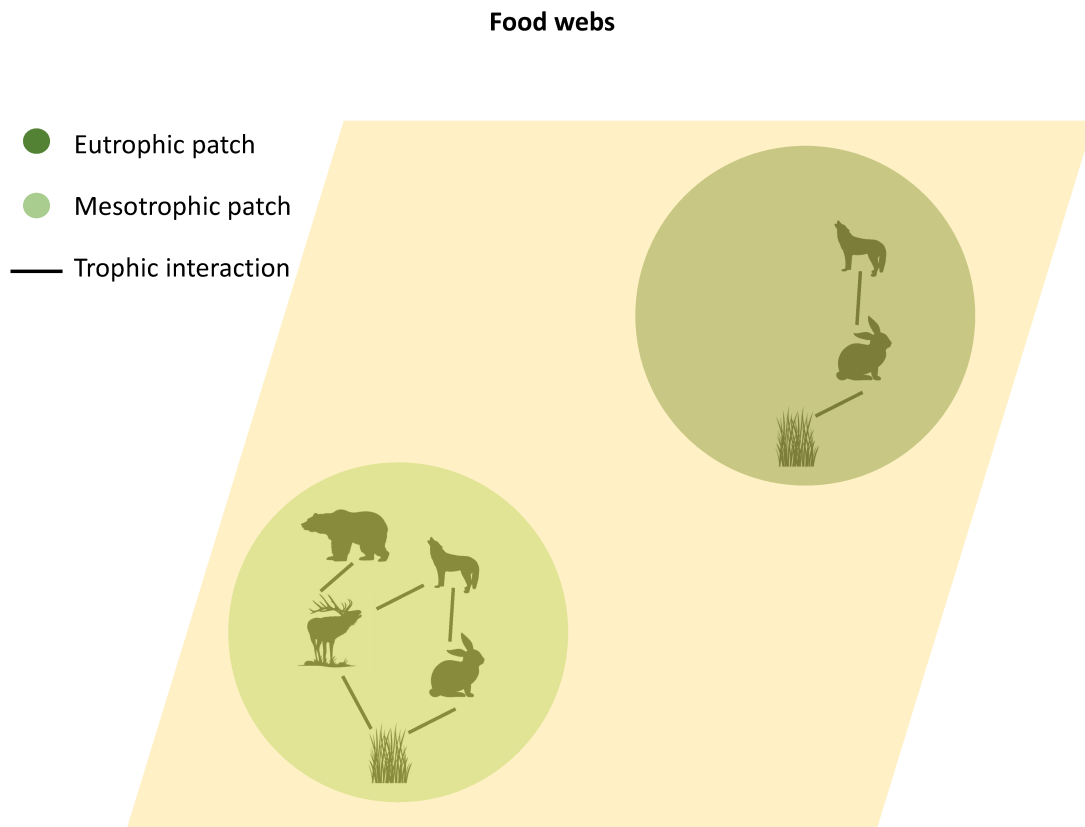 Food webs
Eutrophic patch
Mesotrophic patch
Trophic interaction